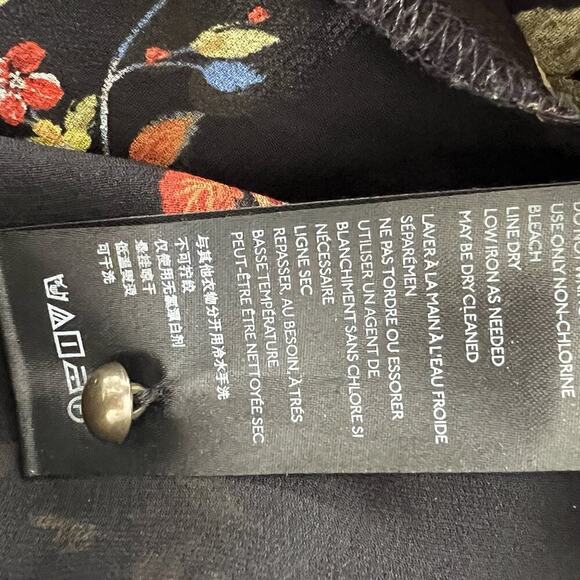 USE ONLY NON-CHLORINE
BLEACH
LINE DRY
LOW IRON AS NEEDED
MAY BE DRY CLEANED
LAVER À LA MAIN À L'EAU FROIDE
SÉPARÉMEN
NE PAS TORDRE OU ESSORER
UTILISER UN AGENT DE
BLANCHIMENT SANS CHLORE SI
NÉCESSAIRE
LIGNE SEC
REPASSER AU BESOIN, À TRÉS
BASSE TEMPÉRATURE
PEUT-ÊTRE ÊTRE NETTOYÉE SEC
与其他衣物分开用冷水手洗
不可拧绞
仅使用无氯漂白剂
悬挂晾干
低温熨烫
可干洗